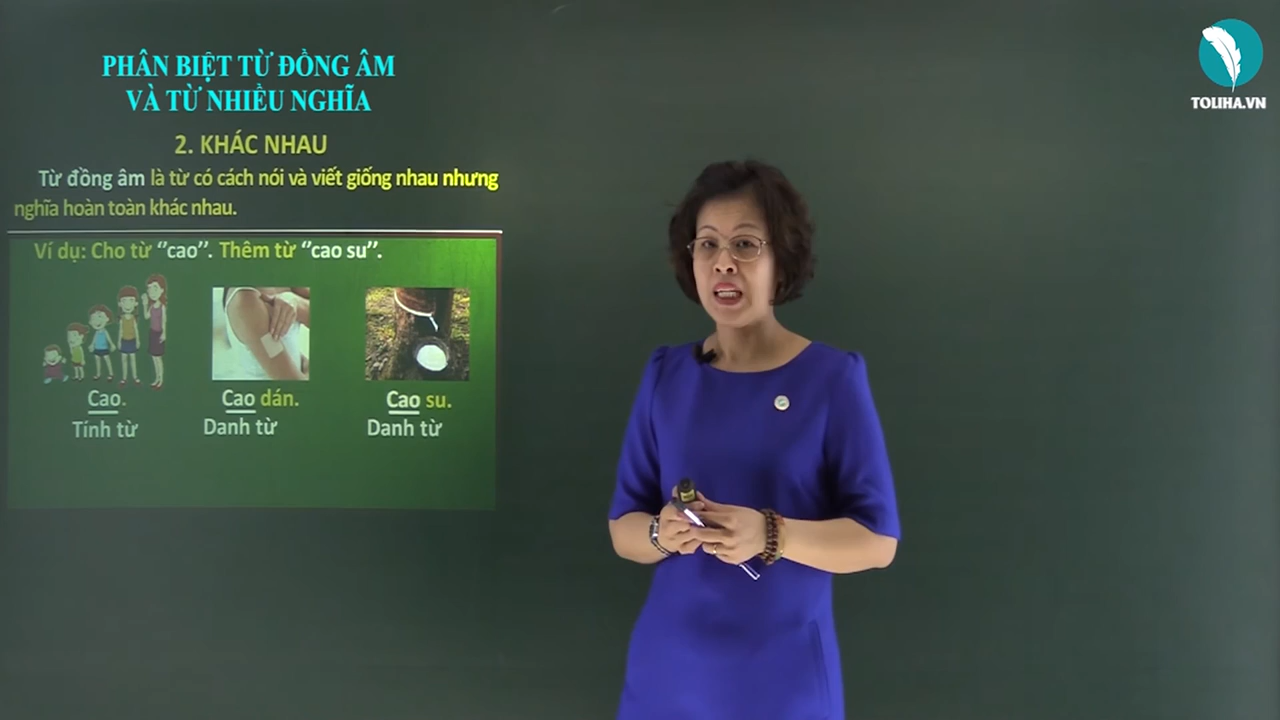 PHÂN BIỆT TỪ ĐỒNG ÂM
VÀ TỪ NHIỀU NGHĨA
2. KHÁC NHAU
Từ đồng âm là từ có cách nói và viết giống nhau nhưng
nghĩa hoàn toàn khác nhau.
Ví dụ: Cho từ “cao”. Thêm từ “cao su”.
Cao.
Cao dán.
Cao su.
Tính từ
Danh từ
Danh từ
TOLIHA.VN